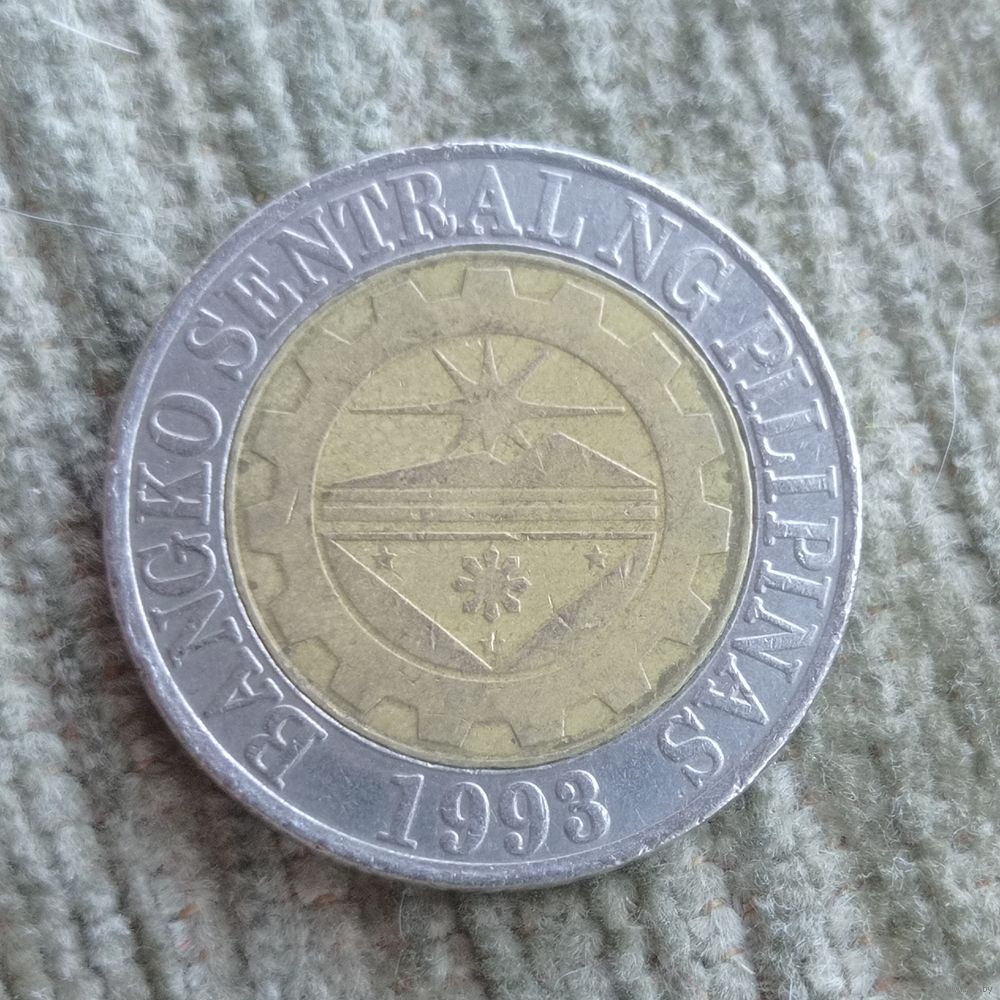 BANGKO SENTRAL NG PILIPINAS
1993